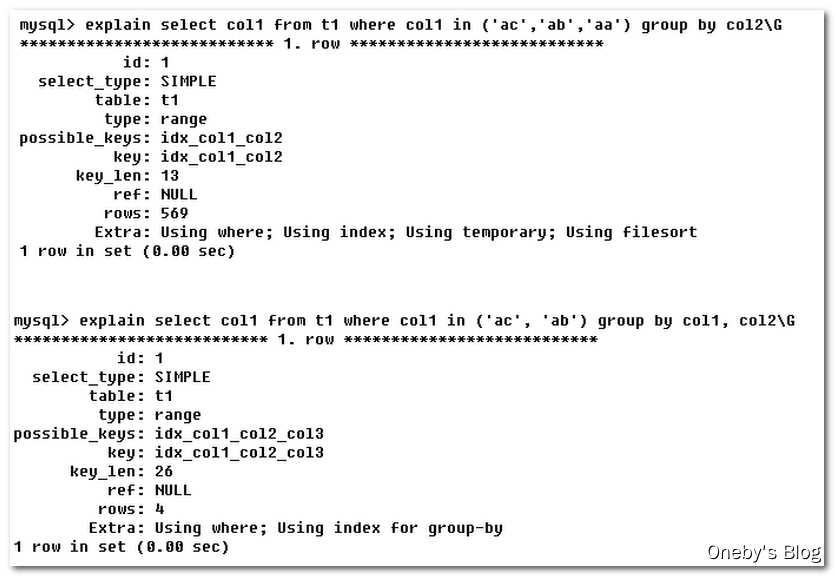 mysql> explain select col1 from t1 where col1 in ('ac','ab','aa') group by col2\G
*************************** 1. row ***************************
id: 1
select_type: SIMPLE
table: t1
type: range
possible_keys: idx_col1_col2
key: idx_col1_col2
key_len: 13
ref: NULL
rows: 569
Extra: Using where; Using index; Using temporary; Using filesort
1 row in set (0.00 sec)
mysql> explain select col1 from t1 where col1 in ('ac', 'ab') group by col1, col2\G
*************************** 1. row ***************************
id: 1
select_type: SIMPLE
table: t1
type: range
possible_keys: idx_col1_col2_col3
key: idx_col1_col2_col3
key_len: 26
ref: NULL
rows: 4
Extra: Using where; Using index for group-by
1 row in set (0.00 sec)
Oneby's Blog